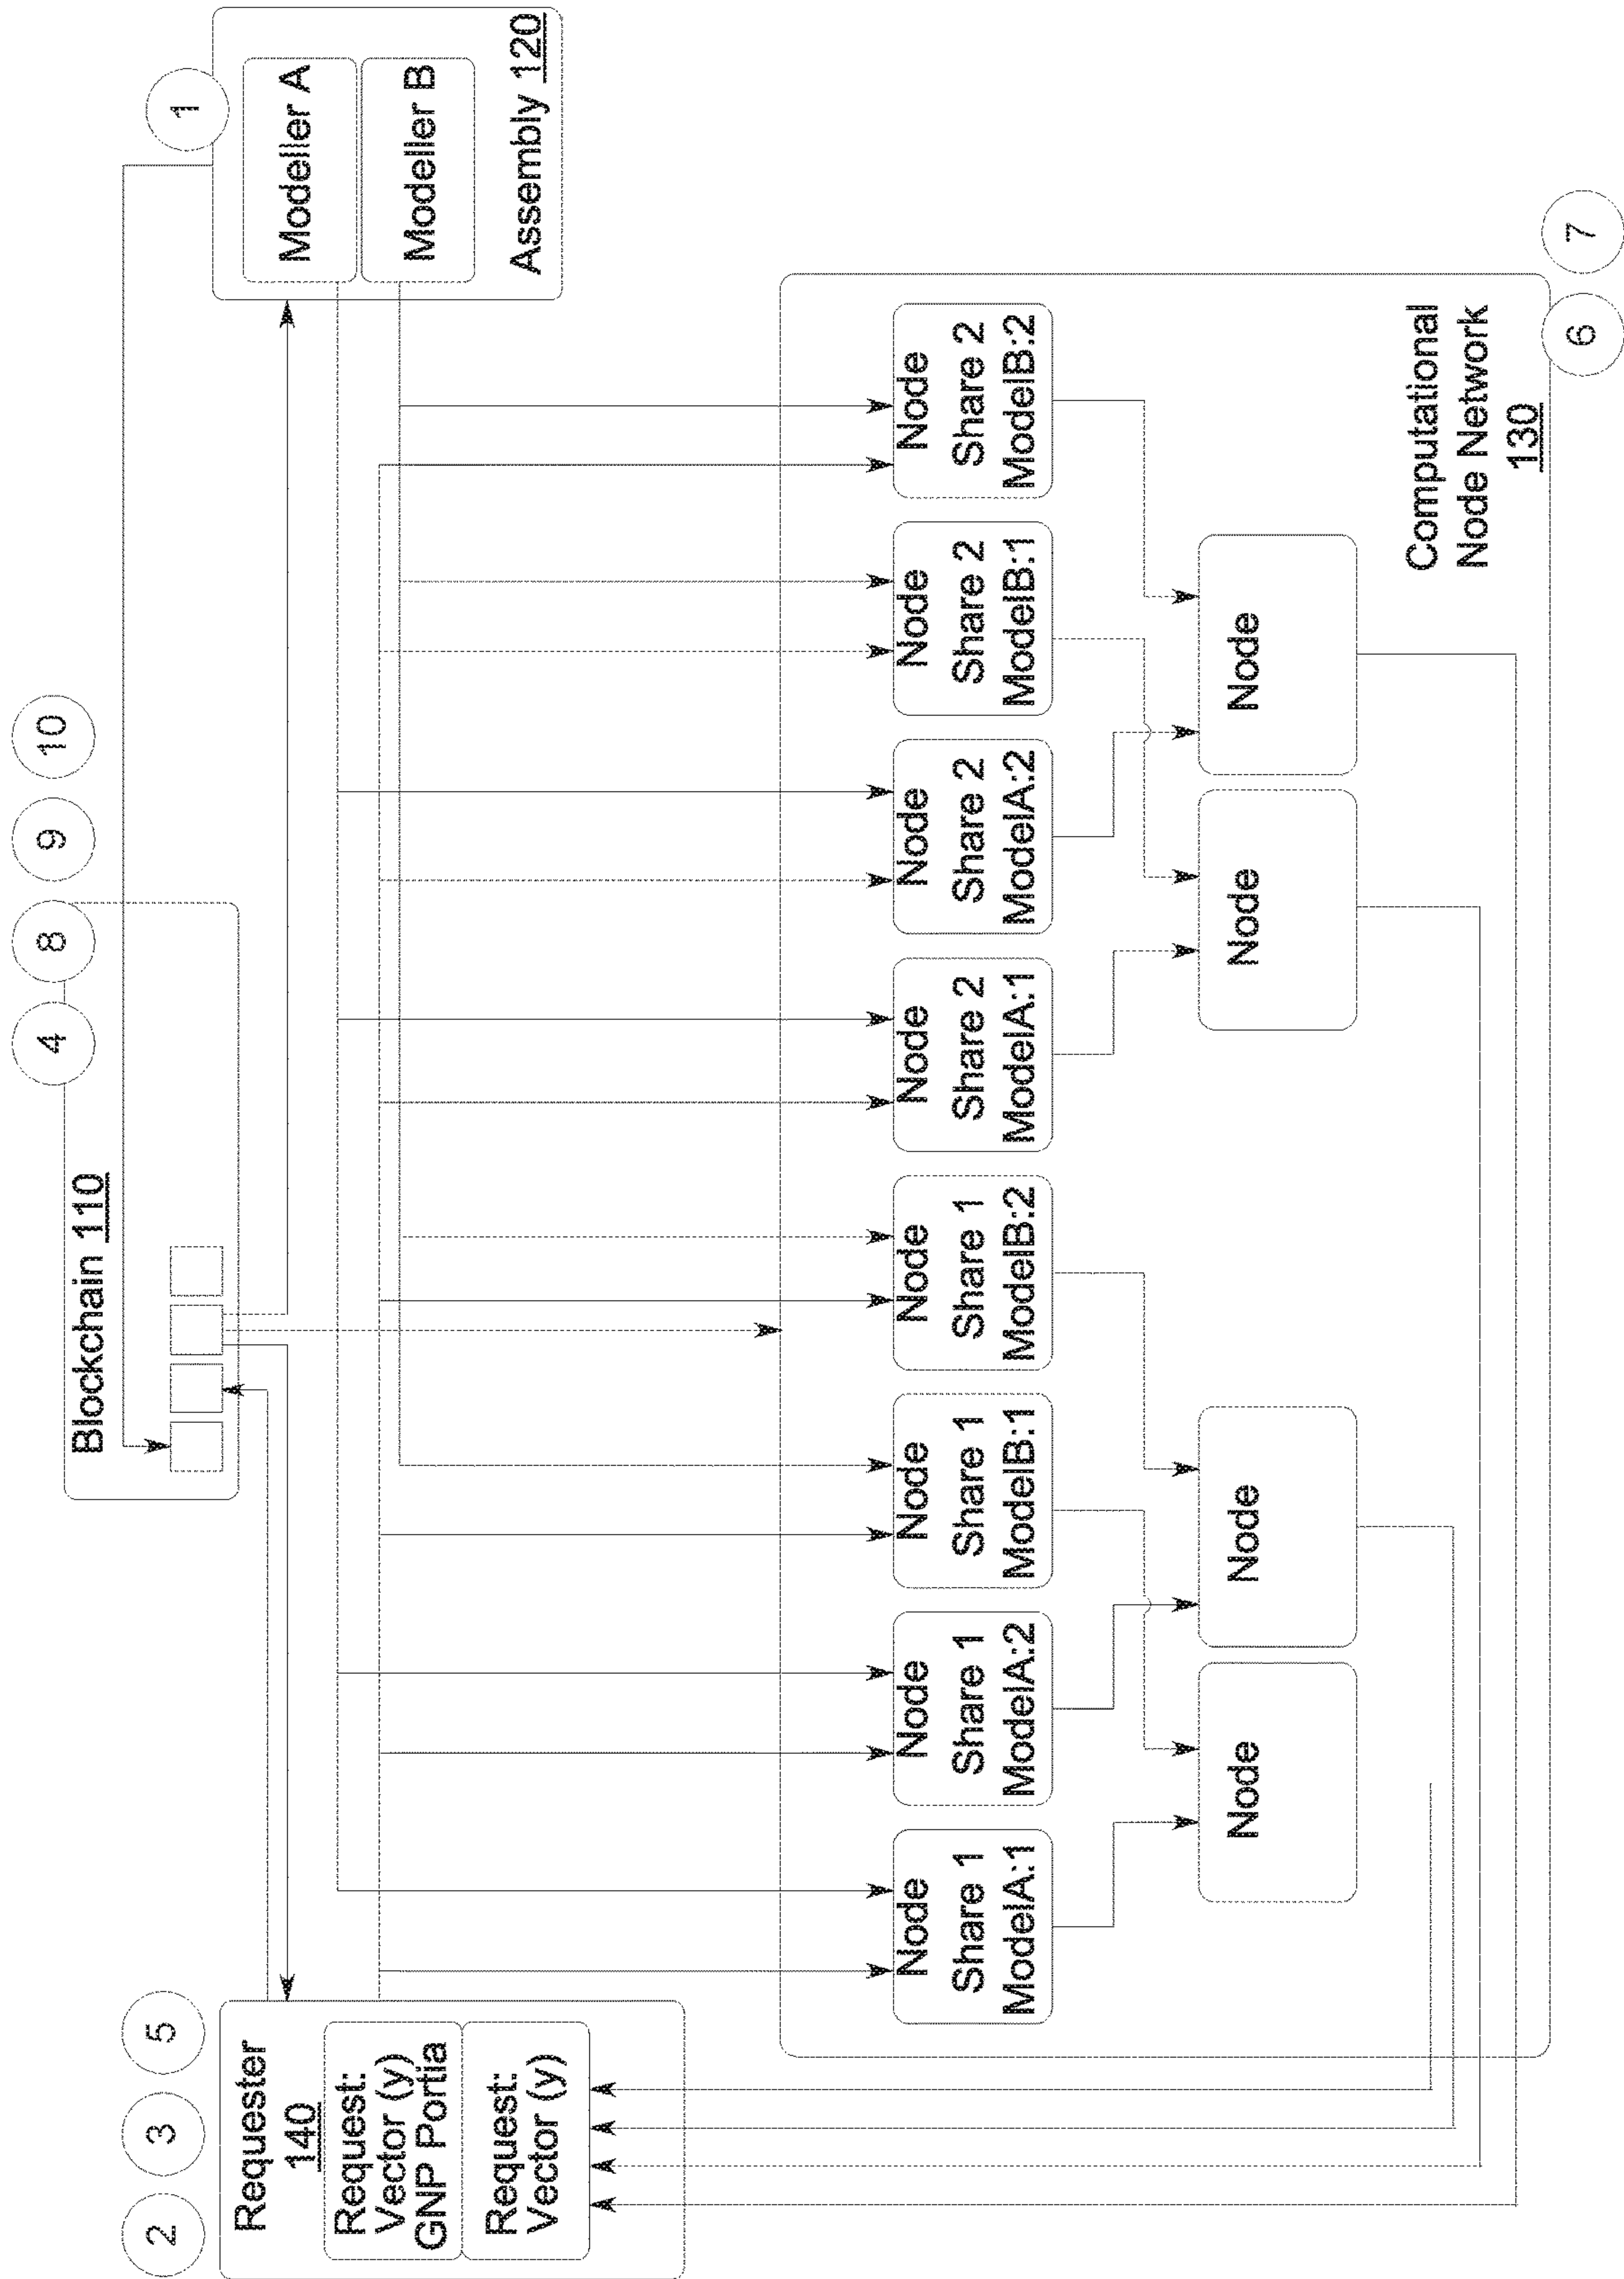 4
8
9
10
Blockchain 110
2
3
5
1
Requester
140
Request:
Vector (y)
GNP Portia
Request:
Vector (y)
Modeller A
Modeller B
Assembly 120
Node
Share 1
ModelA:1
Node
Share 1
ModelA:2
Node
Share 1
ModelB:1
Node
Share 1
ModelB:2
Node
Share 2
ModelA:1
Node
Share 2
ModelA:2
Node
Share 2
ModelB:1
Node
Share 2
ModelB:2
Node
Node
Node
Node
Computational
Node Network
130
6
7